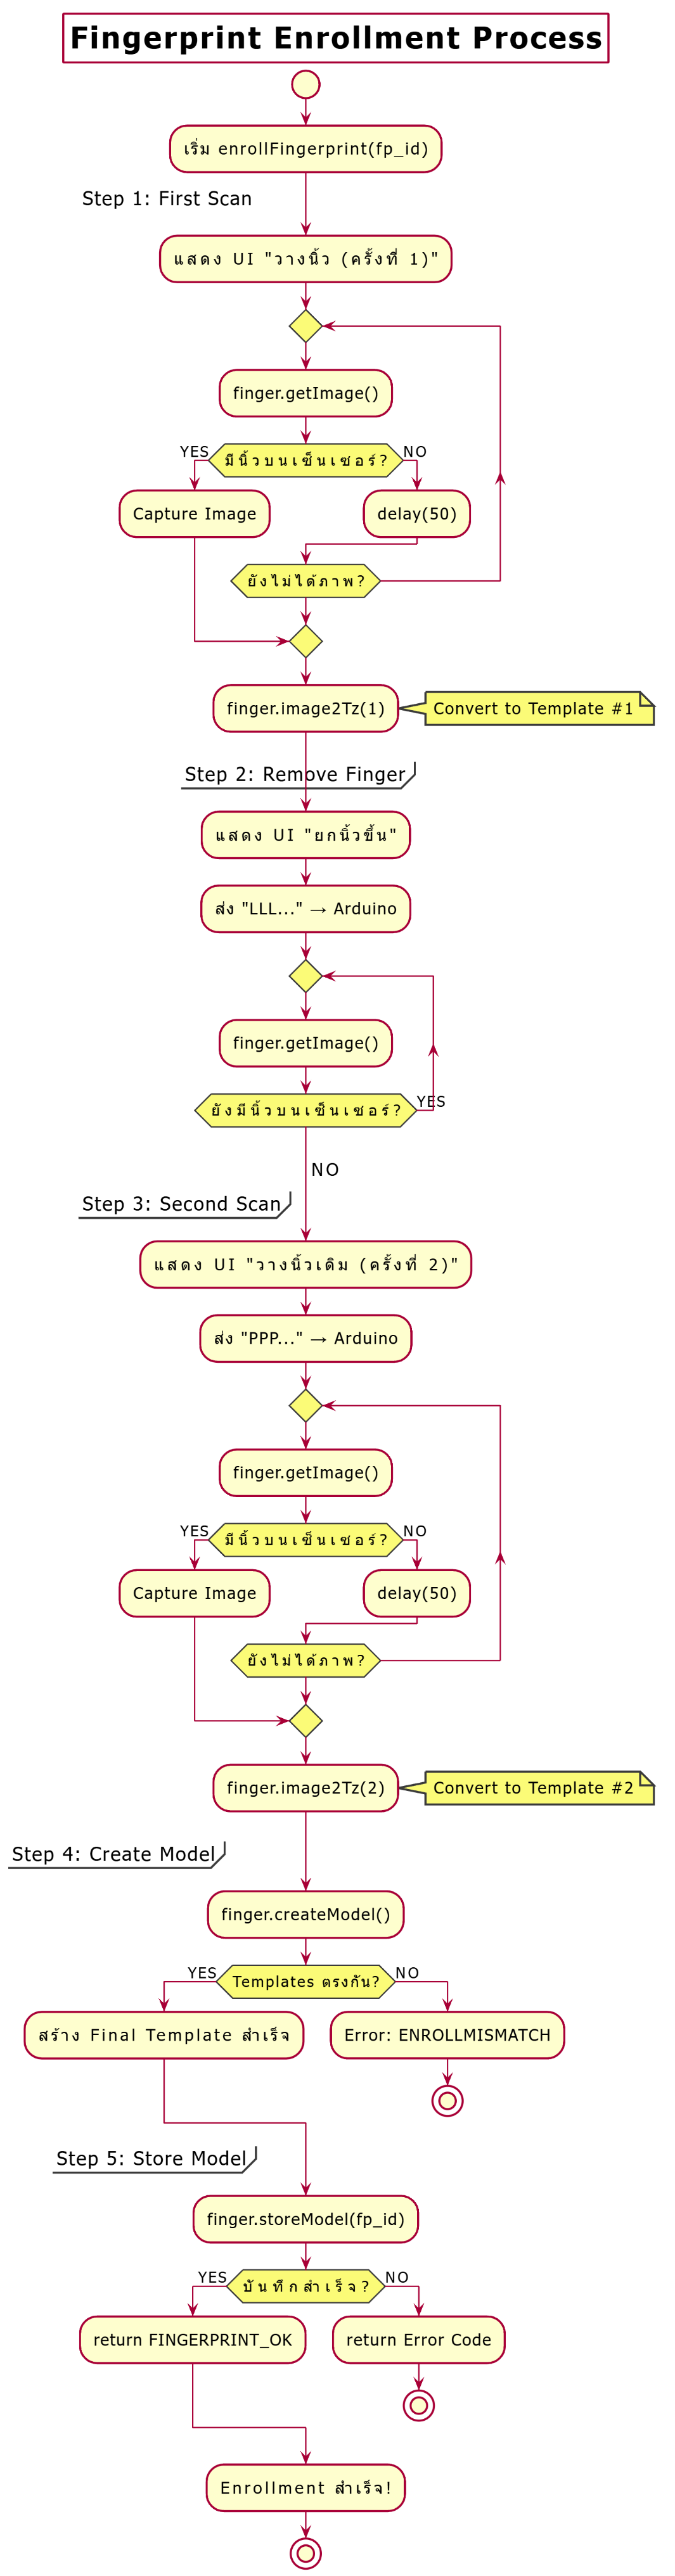 Fingerprint Enrollment Process
เริ่ม enrollFingerprint(fp_id)
Step 1: First Scan
แสดง UI "วางนิ้ว (ครั้งที่ 1)"
finger.getImage()
YES
มีนิ้วบนเซ็นเซอร์?
NO
Capture Image
delay(50)
ยังไม่ได้ภาพ?
finger.image2Tz(1)
Convert to Template #1
Step 2: Remove Finger
แสดง UI "ยกนิ้วขึ้น"
ส่ง "LLL..." → Arduino
finger.getImage()
ยังมีนิ้วบนเซ็นเซอร์?
YES
NO
Step 3: Second Scan
แสดง UI "วางนิ้วเดิม (ครั้งที่ 2)"
ส่ง "PPP..." → Arduino
finger.getImage()
YES
มีนิ้วบนเซ็นเซอร์?
NO
Capture Image
delay(50)
ยังไม่ได้ภาพ?
finger.image2Tz(2)
Convert to Template #2
Step 4: Create Model
finger.createModel()
YES
Templates ตรงกัน?
NO
สร้าง Final Template สำเร็จ
Error: ENROLLMISMATCH
Step 5: Store Model
finger.storeModel(fp_id)
YES
บันทึกสำเร็จ?
NO
return FINGERPRINT_OK
return Error Code
Enrollment สำเร็จ!